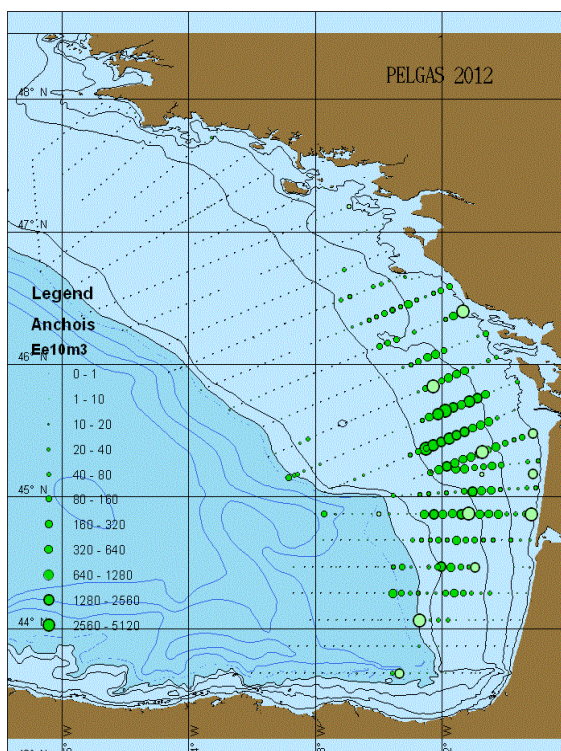 PELGAS 2012
48° N
47° N
46° N
45° N
44° N
Legend
Anchois
Ee10m3
0 - 1
1 - 10
10 - 20
20 - 40
40 - 80
80 - 160
160 - 320
320 - 640
640 - 1280
1280 - 2560
2560 - 5120
W
W
W
W